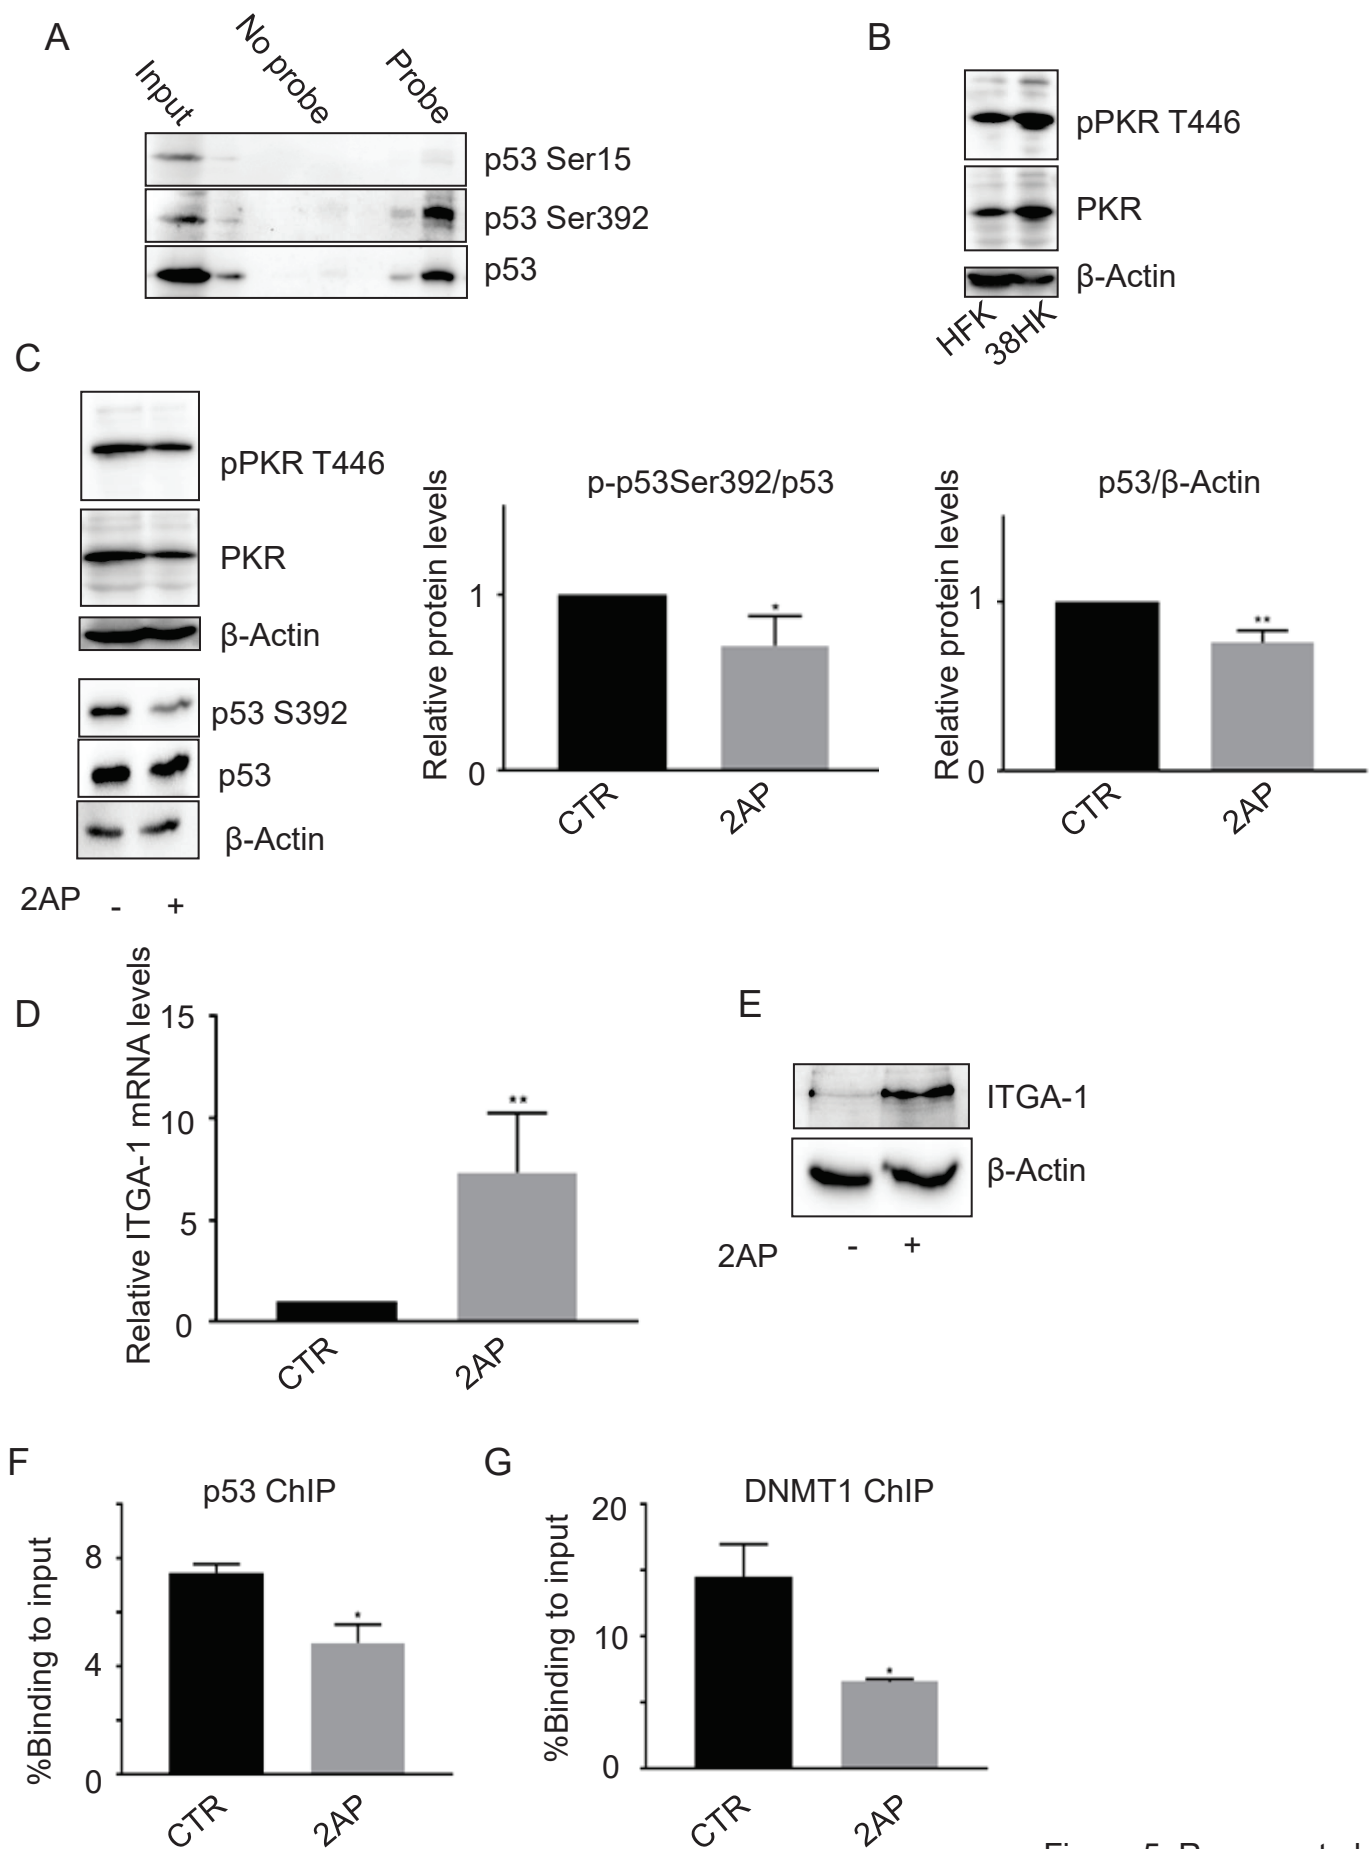 A
Input
No probe
Probe
p53 Ser15
p53 Ser392
p53
B
pPKR T446
PKR
β-Actin
HFK
38HK
C
pPKR T446
PKR
β-Actin
p53 S392
p53
β-Actin
2AP - +
p-p53Ser392/p53
Relative protein levels
1
0
*
CTR
2AP
p53/β-Actin
Relative protein levels
1
0
**
CTR
2AP
D
Relative ITGA-1 mRNA levels
15
10
5
0
**
CTR
2AP
E
ITGA-1
β-Actin
2AP - +
F
p53 ChIP
%Binding to input
8
4
0
*
CTR
2AP
G
DNMT1 ChIP
%Binding to input
20
10
0
*
CTR
2AP